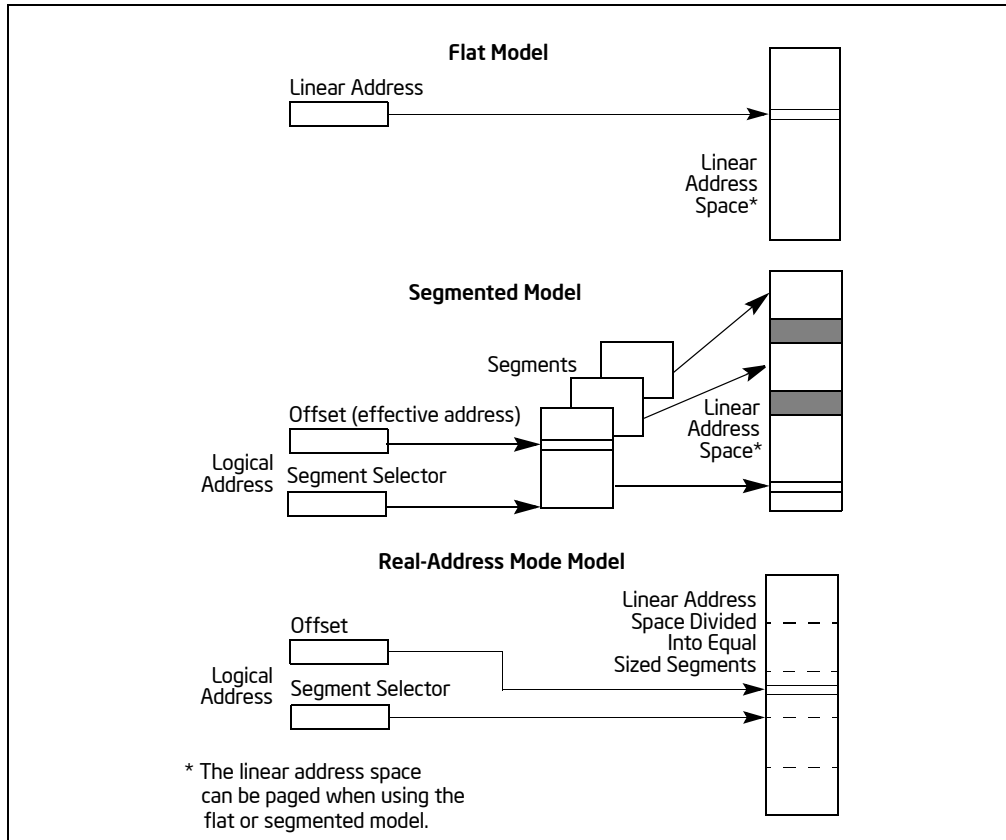 Flat Model
Linear Address
Linear
Address
Space*
Segmented Model
Segments
Offset (effective address)
Logical
Address
Segment Selector
Linear
Address
Space*
Real-Address Mode Model
Offset
Logical
Address
Segment Selector
Linear Address
Space Divided
Into Equal
Sized Segments
* The linear address space
can be paged when using the
flat or segmented model.